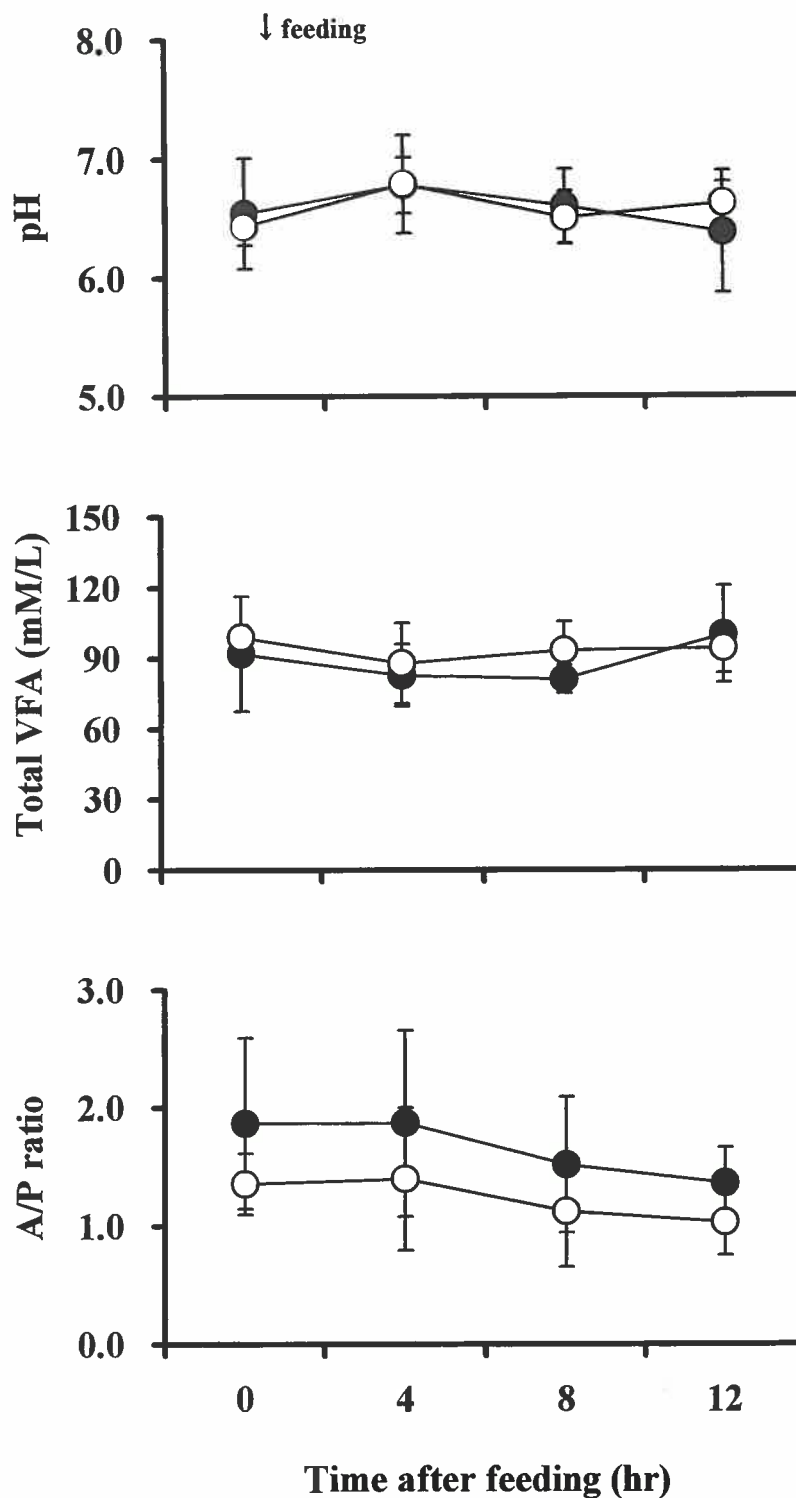 ↓ feeding
8.0
7.0
6.0
5.0
pH
150
120
90
60
30
0
Total VFA (mM/L)
3.0
2.0
1.0
0.0
A/P ratio
0 4 8 12
Time after feeding (hr)